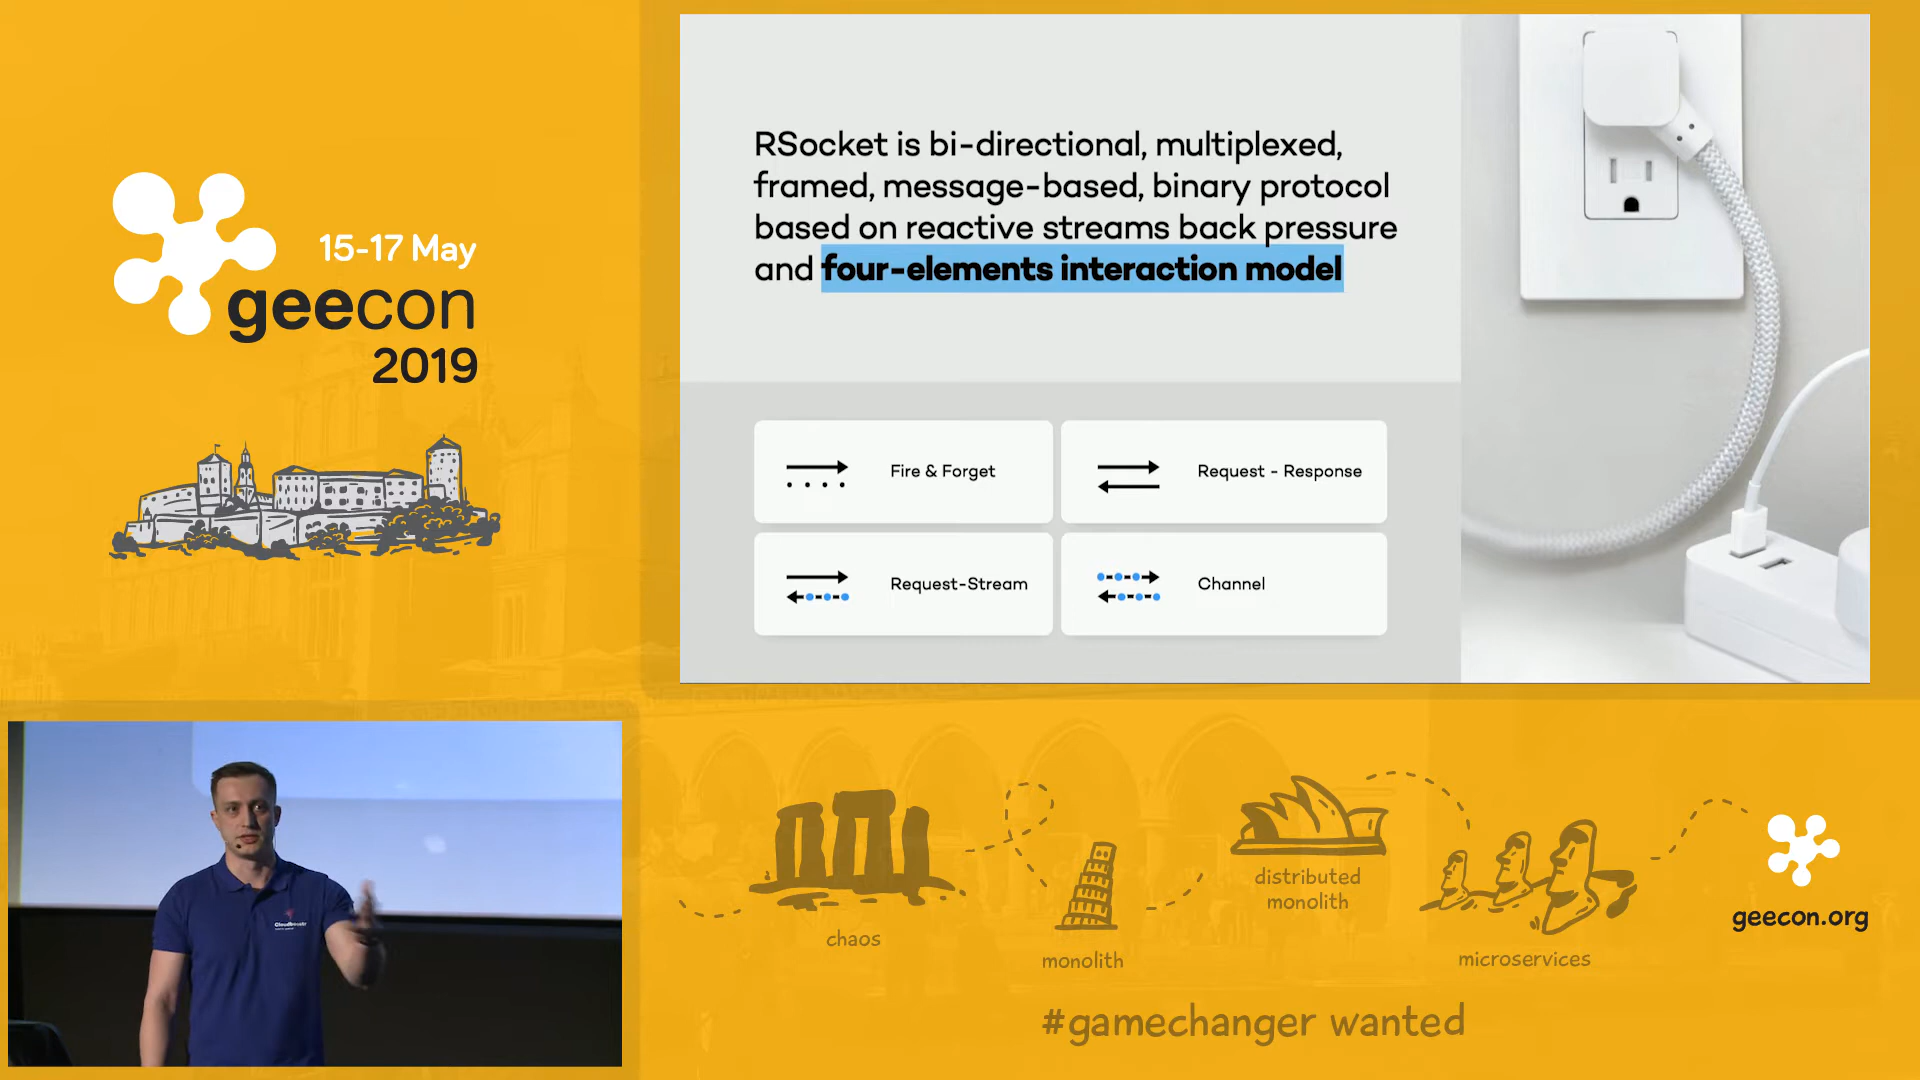 15-17 May
geecon
2019
RSocket is bi-directional, multiplexed,
framed, message-based, binary protocol
based on reactive streams back pressure
and four-elements interaction model
Fire & Forget
Request - Response
Request-Stream
Channel
chaos
monolith
distributed
monolith
microservices
geecon.org
#gamechanger wanted